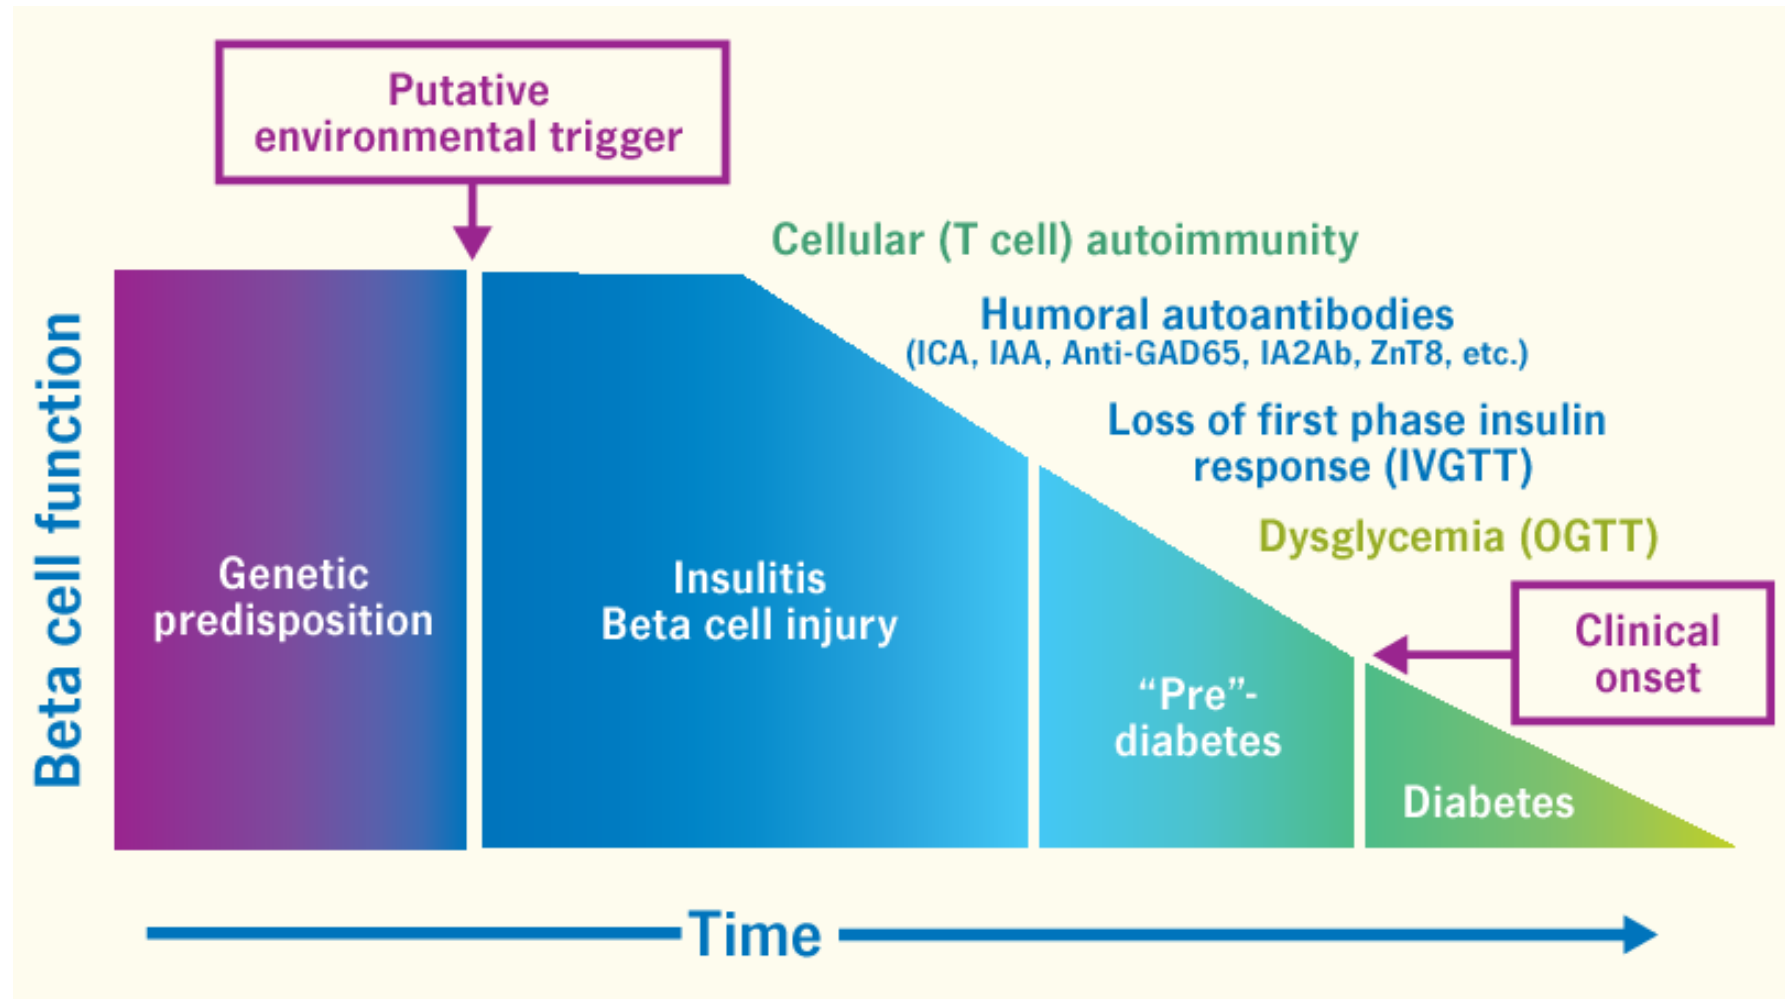 Putative
environmental trigger
Cellular (T cell) autoimmunity
Humoral autoantibodies
(ICA, IAA, Anti-GAD65, IA2Ab, ZnT8, etc.)
Loss of first phase insulin
response (IVGTT)
Dysglycemia (OGTT)
Clinical
onset
Beta cell function
Genetic
predisposition
Insulitis
Beta cell injury
“Pre”-
diabetes
Diabetes
Time